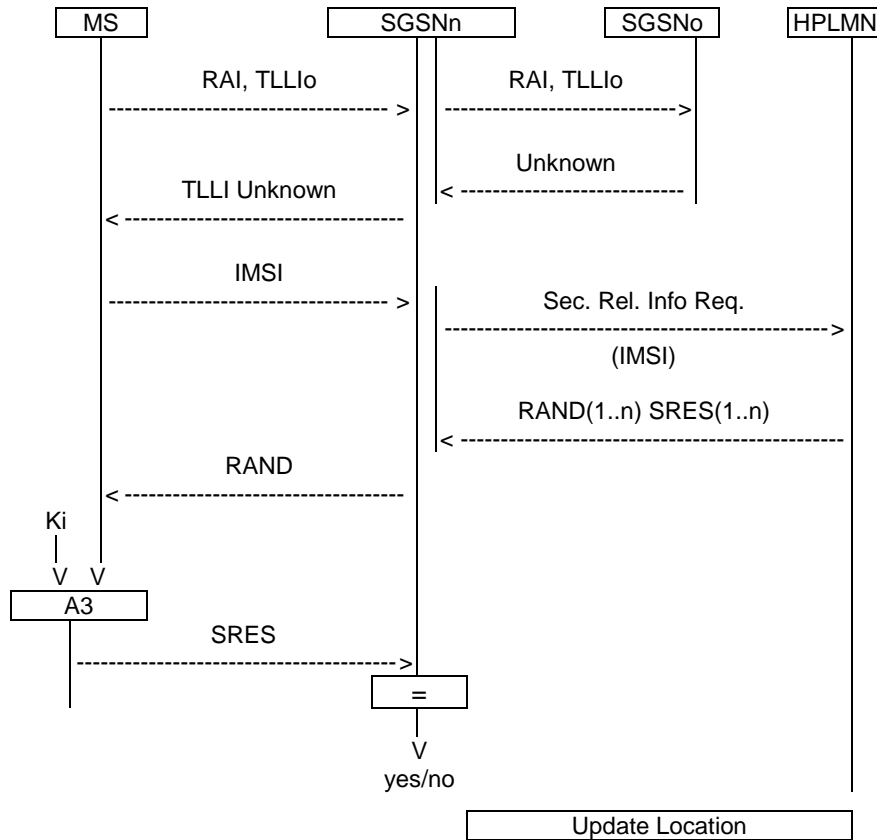 MS SGSNn SGSNo HPLMN
RAI, TLLIo RAI, TLLIo
Unknown
TLLI Unknown
IMSI
Sec. Rel. Info Req.
(IMSI)
RAND(1..n) SRES(1..n)
RAND
Ki
V V
A3
SRES
=
V
yes/no
Update Location